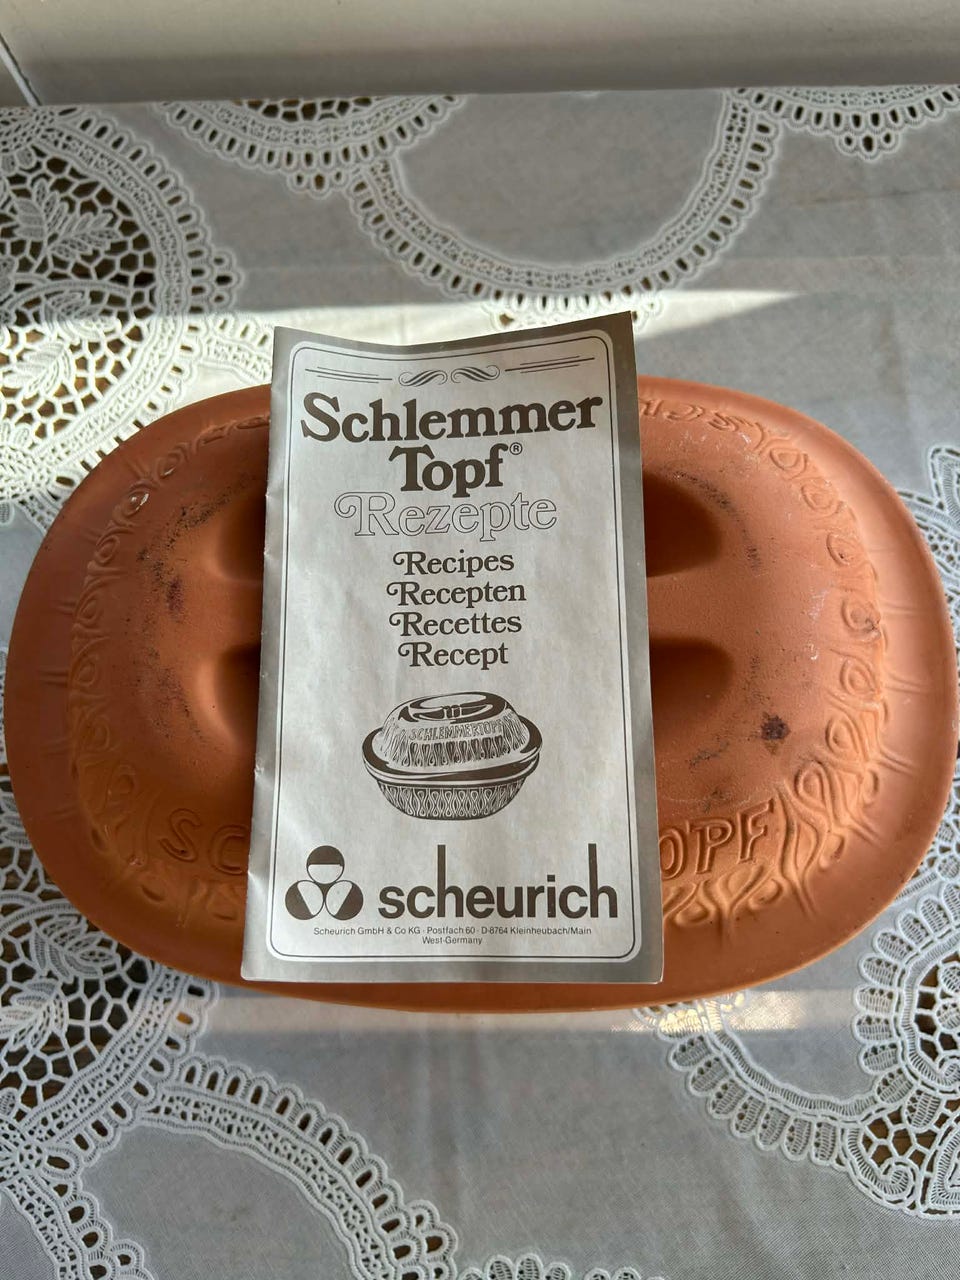 Schlemmer
Topf®
Rezepte
Recipes
Recepten
Recettes
Recept
SCHLEMMERTOPF
scheurich
Scheurich GmbH & Co KG · Postfach 60 · D-8764 Kleinheubach/Main
West-Germany
SC
OPF